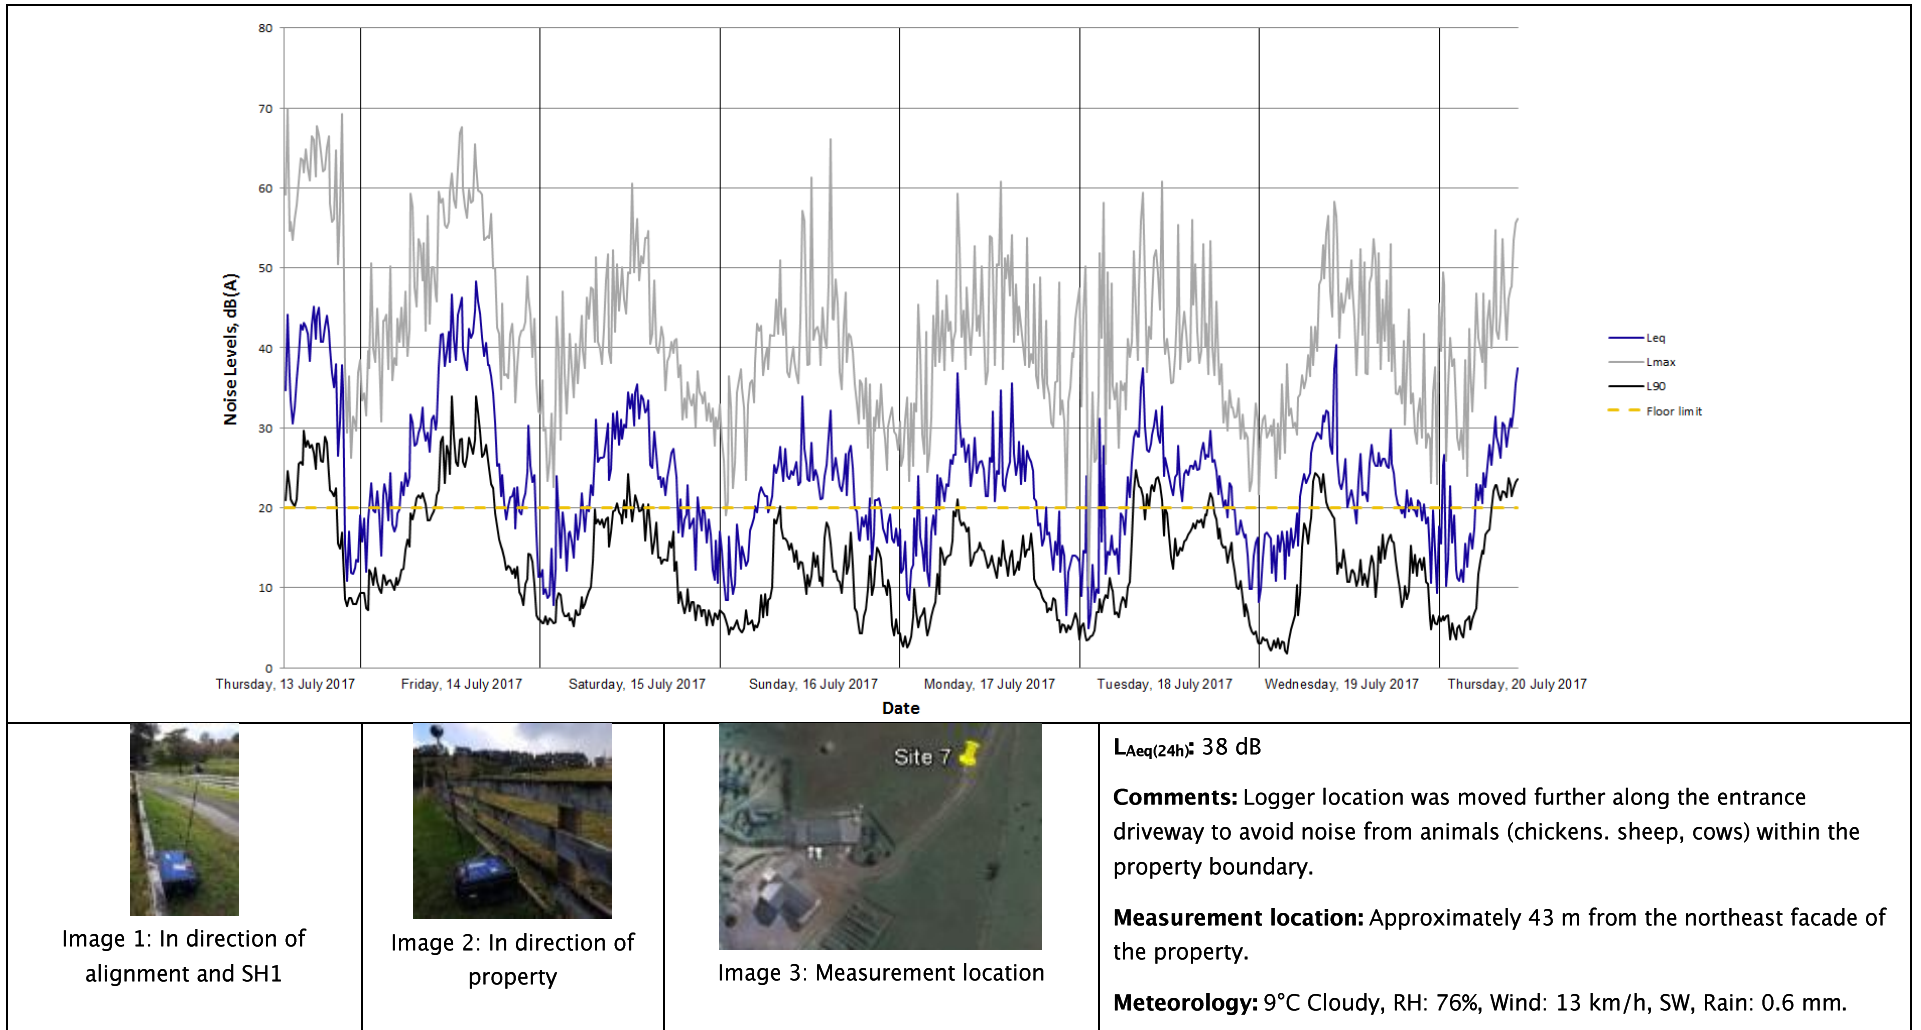 80
70
60
50
40
30
20
10
0
Noise Levels, dB(A)
Thursday, 13 July 2017
Friday, 14 July 2017
Saturday, 15 July 2017
Sunday, 16 July 2017
Monday, 17 July 2017
Tuesday, 18 July 2017
Wednesday, 19 July 2017
Thursday, 20 July 2017
Date
Leq
Lmax
L90
Floor limit
Image 1: In direction of
alignment and SH1
Image 2: In direction of
property
Site 7
Image 3: Measurement location
LAeq(24h): 38 dB
Comments: Logger location was moved further along the entrance
driveway to avoid noise from animals (chickens. sheep, cows) within the
property boundary.
Measurement location: Approximately 43 m from the northeast facade of
the property.
Meteorology: 9°C Cloudy, RH: 76%, Wind: 13 km/h, SW, Rain: 0.6 mm.